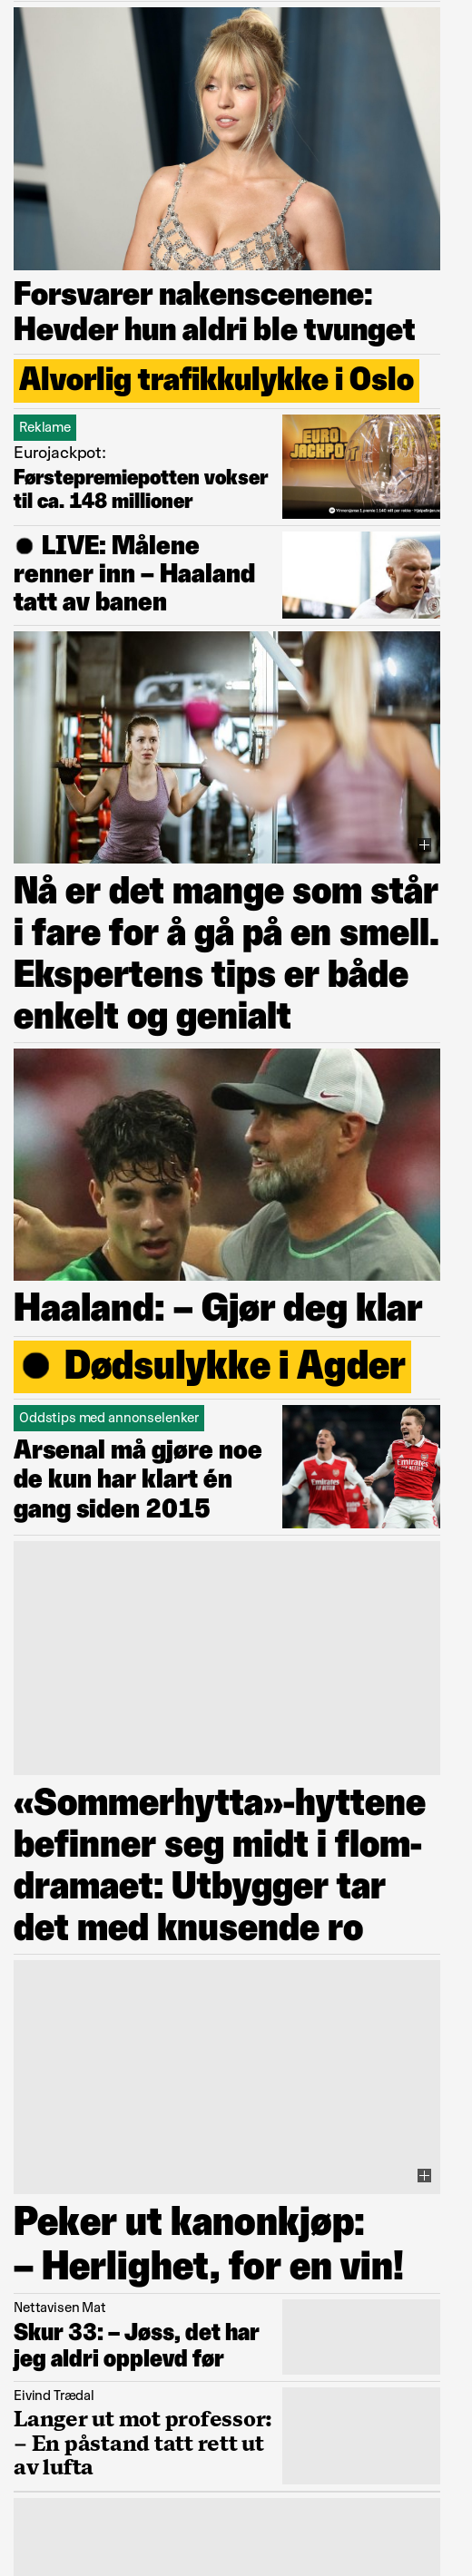 Forsvarer nakenscenene:
Hevder hun aldri ble tvunget
Alvorlig trafikkulykke i Oslo
Reklame
Eurojackpot:
Førstepremiepotten vokser
til ca. 148 millioner
EURO
JACKPOT
LIVE: Målene
renner inn – Haaland
tatt av banen
Nå er det mange som står
i fare for å gå på en smell.
Ekspertens tips er både
enkelt og genialt
Haaland: – Gjør deg klar
Dødsulykke i Agder
Oddstips med annonselenker
Arsenal må gjøre noe
de kun har klart én
gang siden 2015
Emirates
«Sommerhytta»-hyttene
befinner seg midt i flom-
dramaet: Utbygger tar
det med knusende ro
Peker ut kanonkjøp:
– Herlighet, for en vin!
Nettavisen Mat
Skur 33: – Jøss, det har
jeg aldri opplevd før
Eivind Trædal
Langer ut mot professor:
– En påstand tatt rett ut
av lufta